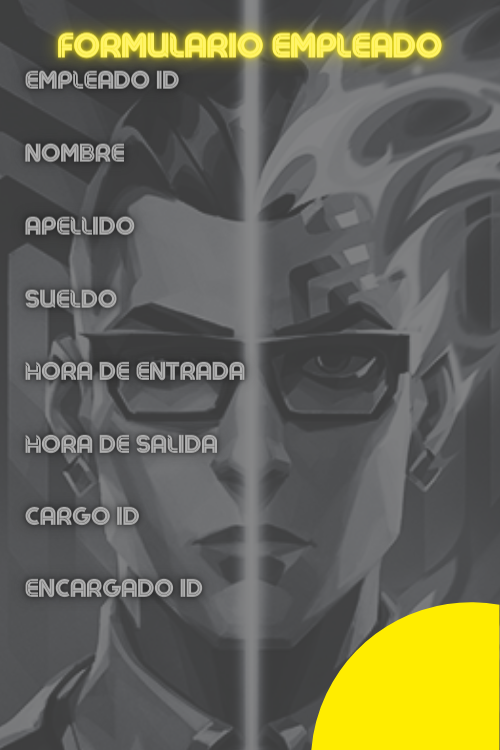 FORMULARIO EMPLEADO
EMPLEADO ID
NOMBRE
APELLIDO
SUELDO
HORA DE ENTRADA
HORA DE SALIDA
CARGO ID
ENCARGADO ID